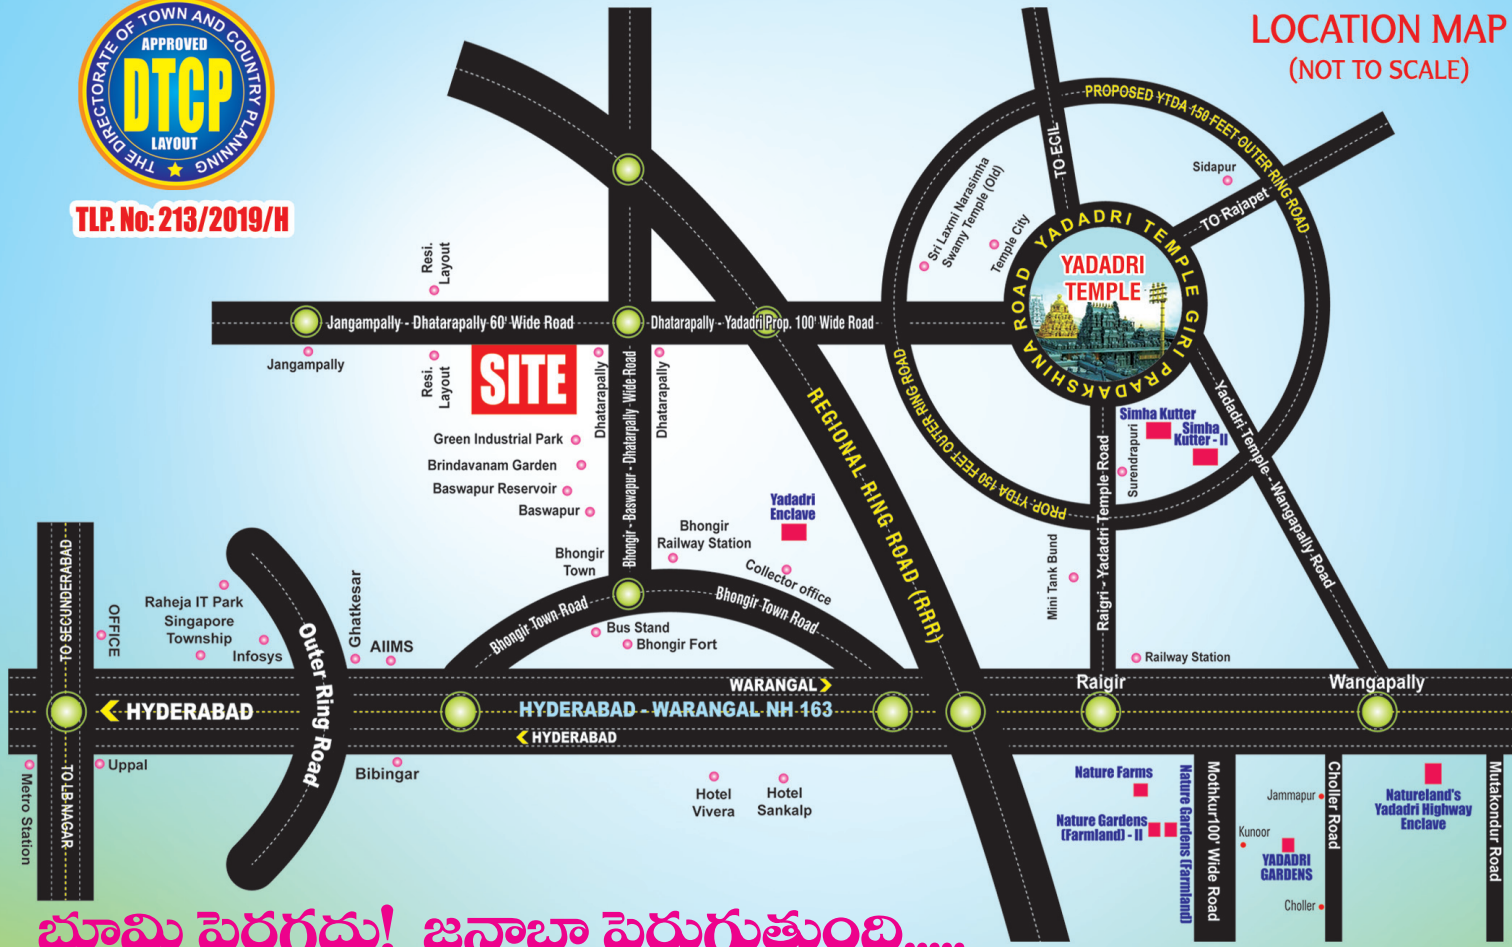 LOCATION MAP
(NOT TO SCALE)
THE DIRECTORATE OF TOWN AND COUNTRY PLANNING
APPROVED
DTCP
LAYOUT
TLP. No: 213/2019/H
PROPOSED YTDA 150 FEET OUTER RING ROAD
TO ECIL
Sidapur
TO Rajapet
Sri Laxmi Narasimha
Swamy Temple (Old)
Temple City
YADADRI TEMPLE GIRI PRADAKSHINA ROAD
YADADRI
TEMPLE
Resi.
Layout
Jangampally - Dhatarapally 60' Wide Road
Dhatarapally - Yadadri Prop. 100' Wide Road
Jangampally
Resi.
Layout
SITE
Dhatarapally
Dhatarapally
Bhongir - Baswapur - Dhatarpally -Wide Road
Green Industrial Park
Brindavanam Garden
Baswapur Reservoir
Baswapur
REGIONAL RING ROAD (RRR)
PROP. YTDA 150 FEET OUTER RING ROAD
Simha Kutter
Simha
Kutter - II
Surendrapuri
Raigri - Yadadri Temple Road
Yadadri Temple - Wangapally Road
Yadadri
Enclave
Bhongir
Railway Station
Collector office
Bhongir
Town
Bhongir Town Road
Bhongir Town Road
Bus Stand
Bhongir Fort
Mini Tank Bund
Railway Station
TO SECUNDERABAD
OFFICE
Raheja IT Park
Singapore
Township
Infosys
Outer Ring Road
Ghatkesar
AIIMS
WARANGAL
Raigir
Wangapally
HYDERABAD
HYDERABAD - WARANGAL NH 163
HYDERABAD
Metro Station
TO L.B NAGAR
Uppal
Bibingar
Hotel
Vivera
Hotel
Sankalp
Nature Farms
Nature Gardens
(Farmland) - II
Nature Gardens (Farmland)
Mothkur100' Wide Road
Jammapur
Kunoor
YADADRI
GARDENS
Choller
Choller Road
Natureland's
Yadadri Highway
Enclave
Mutakondur Road
భూమి పెరగదు! జనాబా పెరుగుతుంది.....